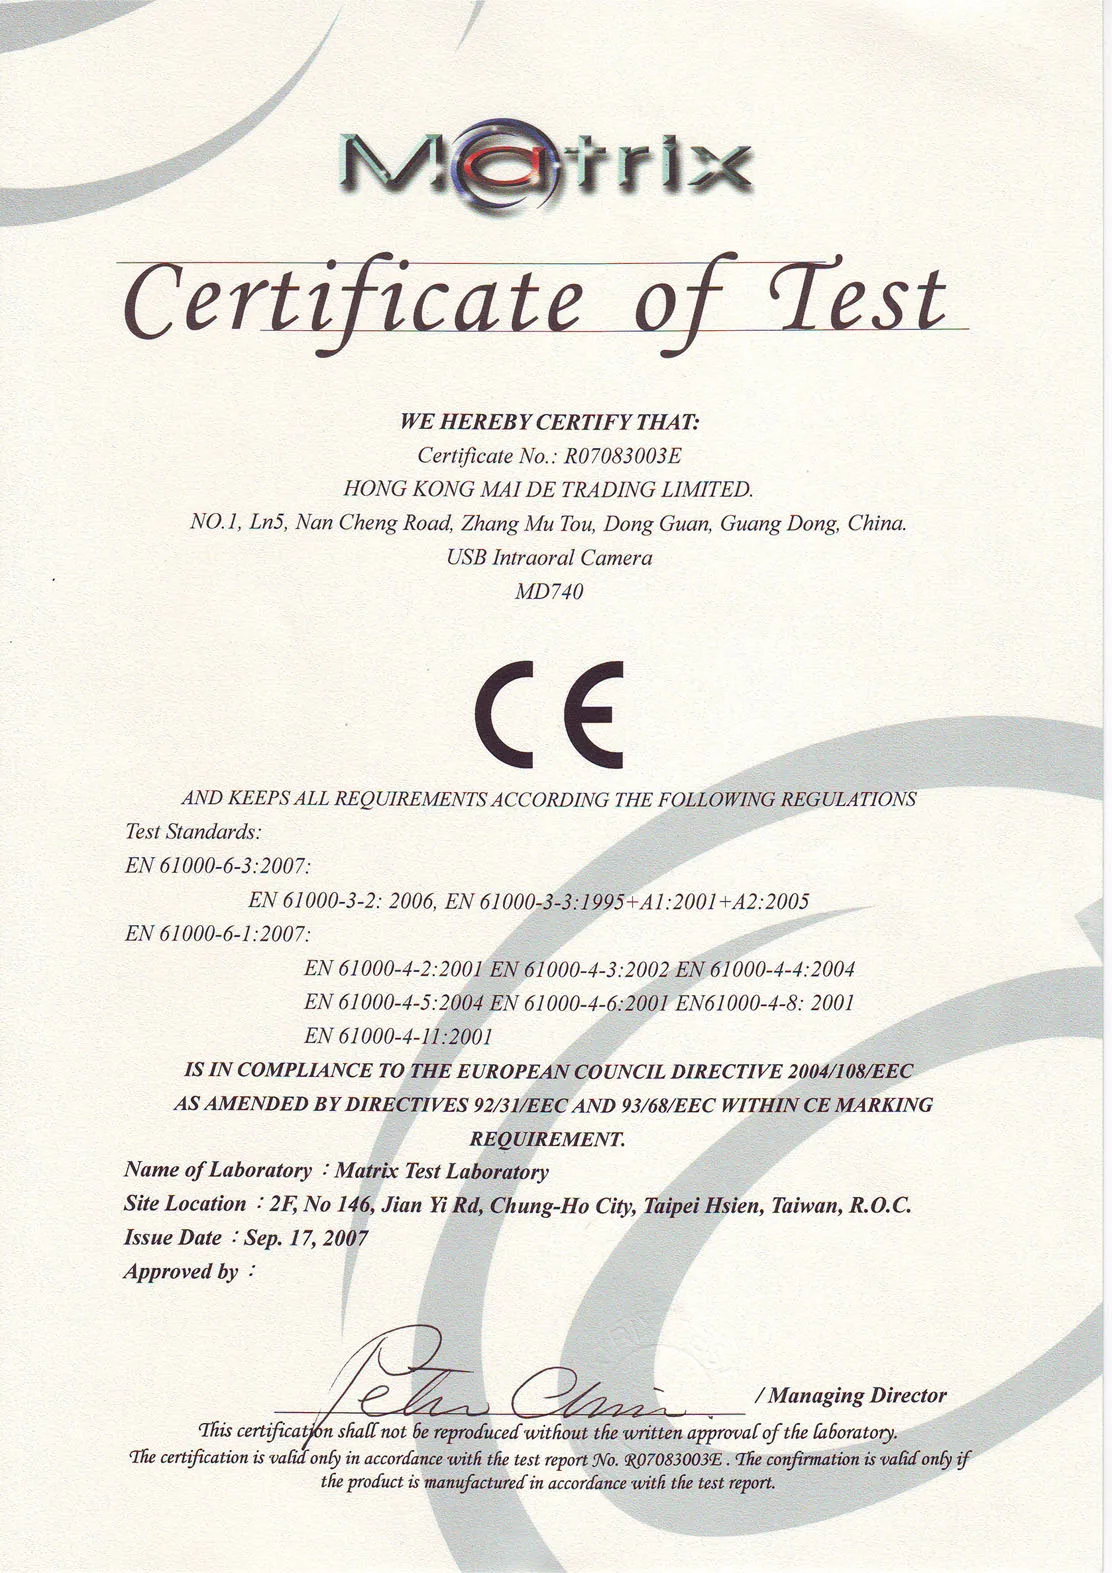 Matrix
Certificate of Test
WE HEREBY CERTIFY THAT:
Certificate No.: R07083003E
HONG KONG MAI DE TRADING LIMITED.
NO.1, Ln5, Nan Cheng Road, Zhang Mu Tou, Dong Guan, Guang Dong, China.
USB Intraoral Camera
MD740
CE
AND KEEPS ALL REQUIREMENTS ACCORDING THE FOLLOWING REGULATIONS
Test Standards:
EN 61000-6-3:2007:
EN 61000-3-2: 2006, EN 61000-3-3:1995+A1:2001+A2:2005
EN 61000-6-1:2007:
EN 61000-4-2:2001 EN 61000-4-3:2002 EN 61000-4-4:2004
EN 61000-4-5:2004 EN 61000-4-6:2001 EN61000-4-8: 2001
EN 61000-4-11:2001
IS IN COMPLIANCE TO THE EUROPEAN COUNCIL DIRECTIVE 2004/108/EEC
AS AMENDED BY DIRECTIVES 92/31/EEC AND 93/68/EEC WITHIN CE MARKING
REQUIREMENT.
Name of Laboratory : Matrix Test Laboratory
Site Location : 2F, No 146, Jian Yi Rd, Chung-Ho City, Taipei Hsien, Taiwan, R.O.C.
Issue Date : Sep. 17, 2007
Approved by :
/ Managing Director
This certification shall not be reproduced without the written approval of the laboratory.
The certification is valid only in accordance with the test report No. R07083003E . The confirmation is valid only if
the product is manufactured in accordance with the test report.